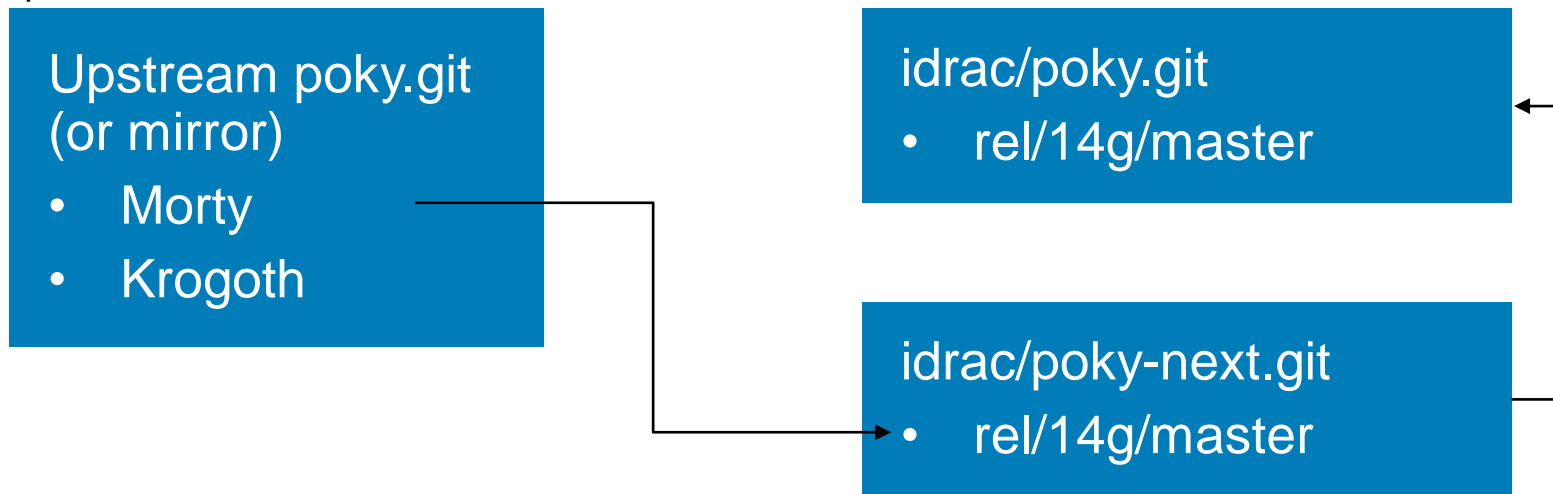 Upstream poky.git
(or mirror)
• Morty
• Krogoth
idrac/poky.git
• rel/14g/master
idrac/poky-next.git
• rel/14g/master